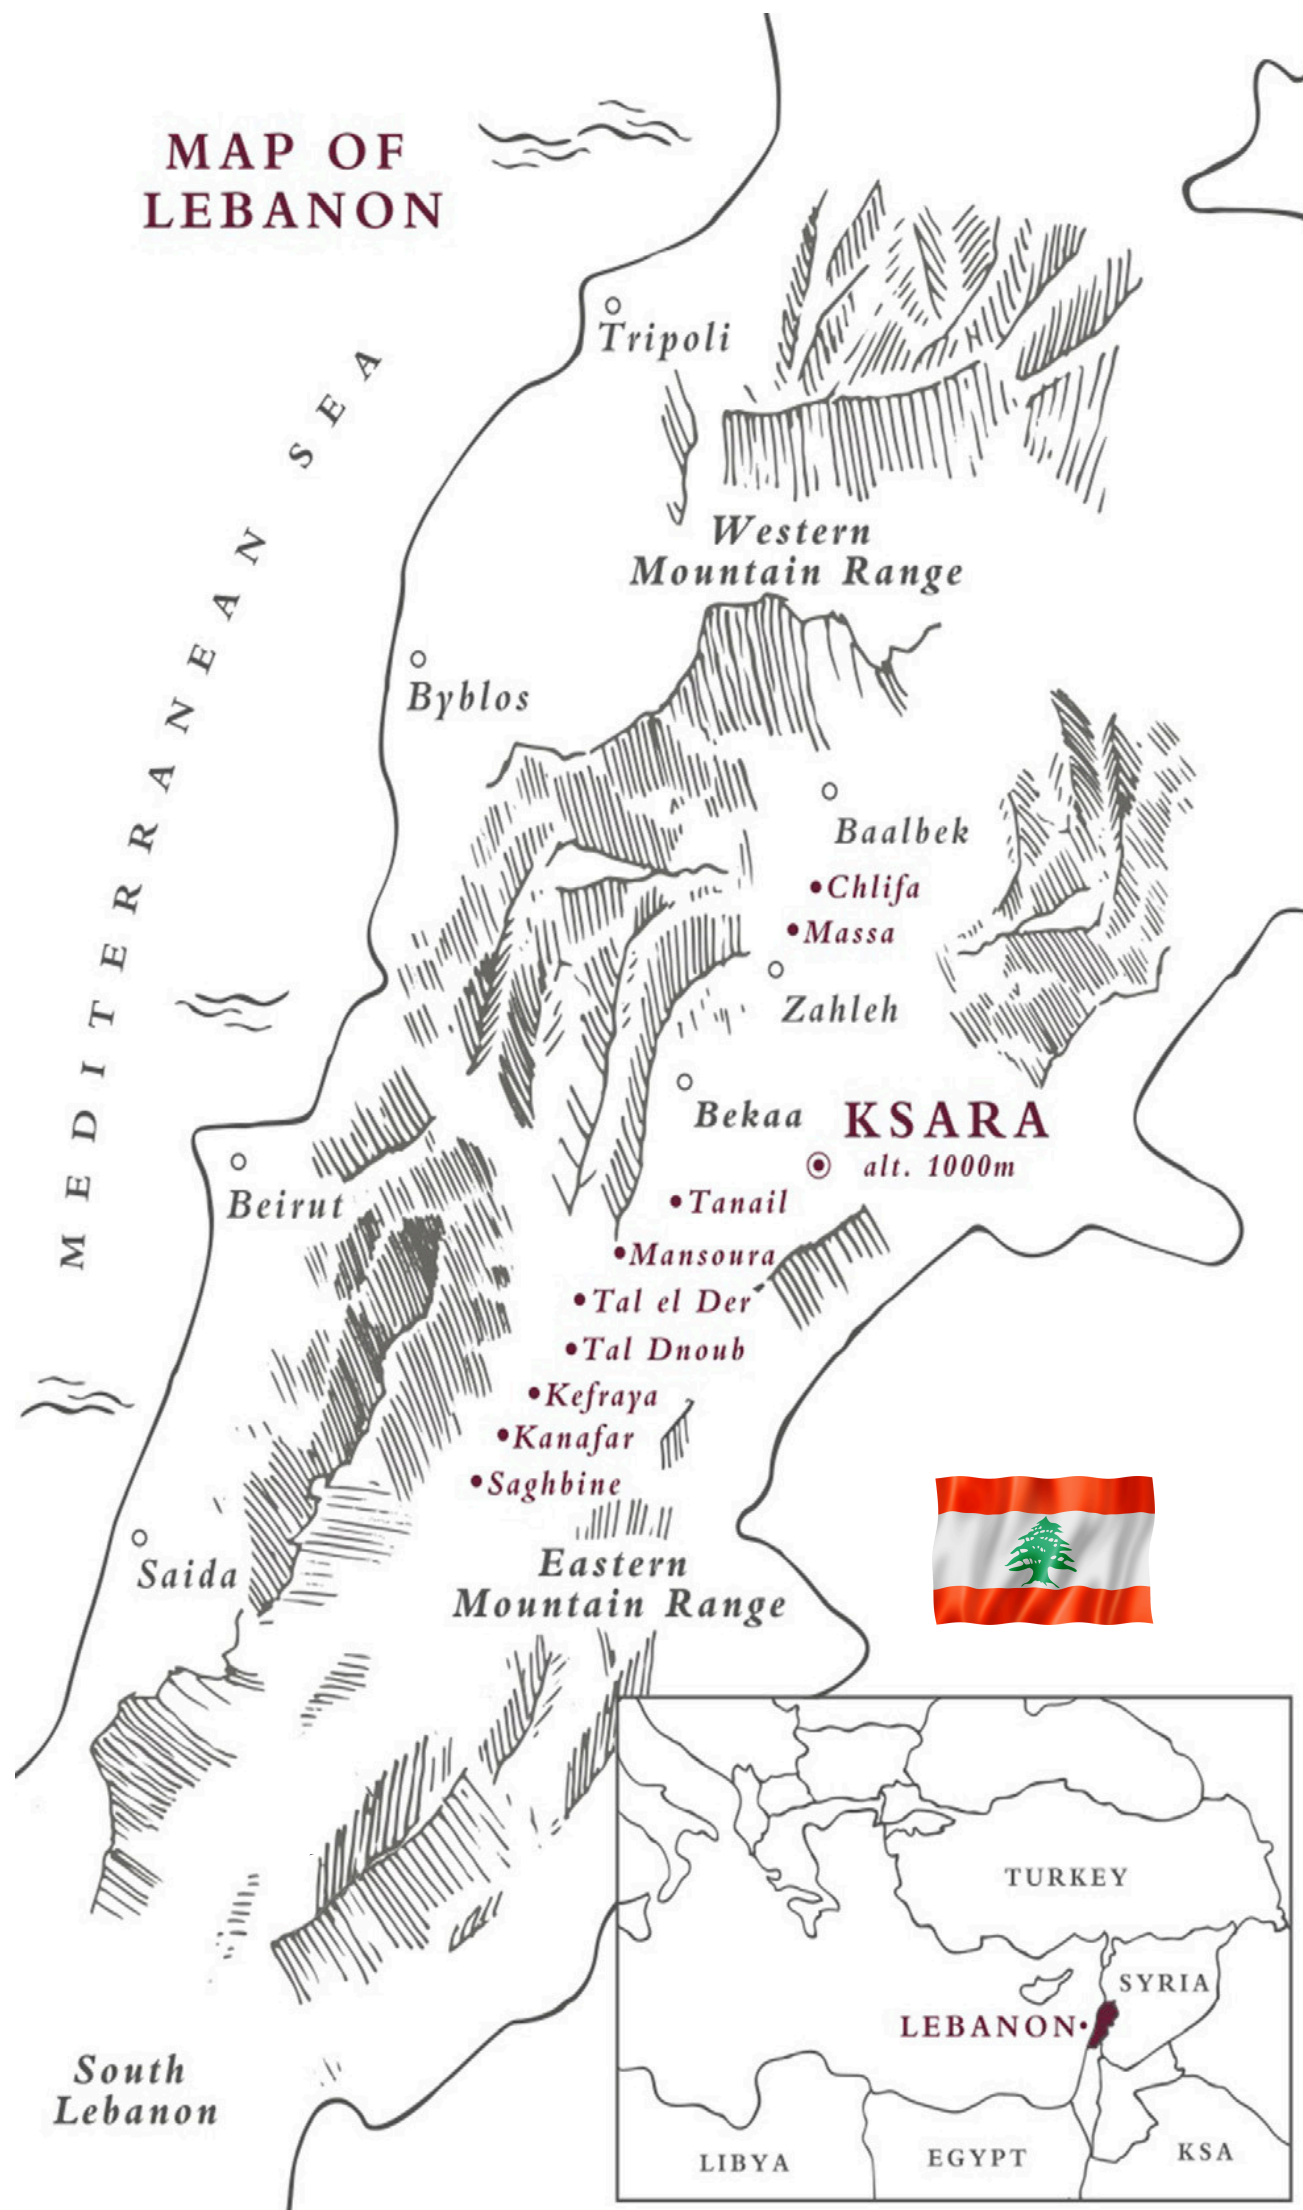 MAP OF
LEBANON
MEDITERRANEAN SEA
Tripoli
Western
Mountain Range
Byblos
Baalbek
Chlifa
Massa
Zahleh
Bekaa
KSARA
alt. 1000m
Beirut
Tanail
Mansoura
Tal el Der
Tal Dnoub
Kefraya
Kanafar
Saghbine
Saida
Eastern
Mountain Range
South
Lebanon
TURKEY
SYRIA
LEBANON
LIBYA
EGYPT
KSA